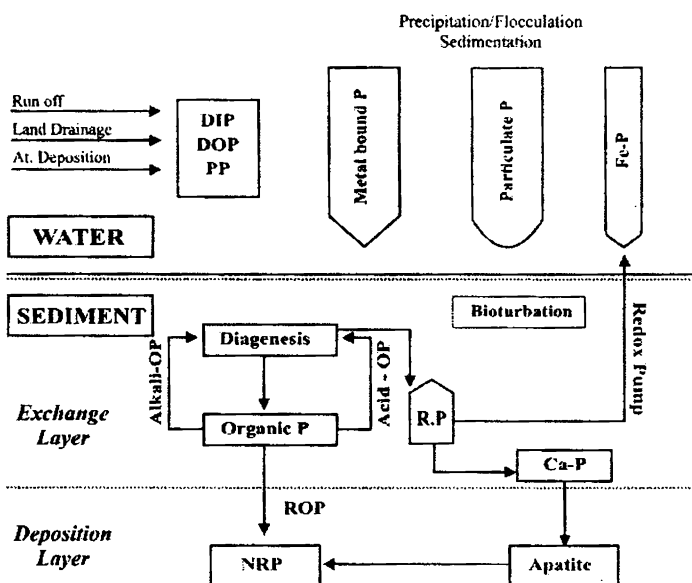 Precipitation/Flocculation
Sedimentation
Run off
Land Drainage
At. Deposition
DIP
DOP
PP
Metal bound P
Particulate P
Fe-P
WATER
SEDIMENT
Bioturbation
Diagenesis
Alkali-OP
Acid - OP
Redox Pump
Exchange
Layer
Organic P
R.P
Ca-P
ROP
Deposition
Layer
NRP
Apatite